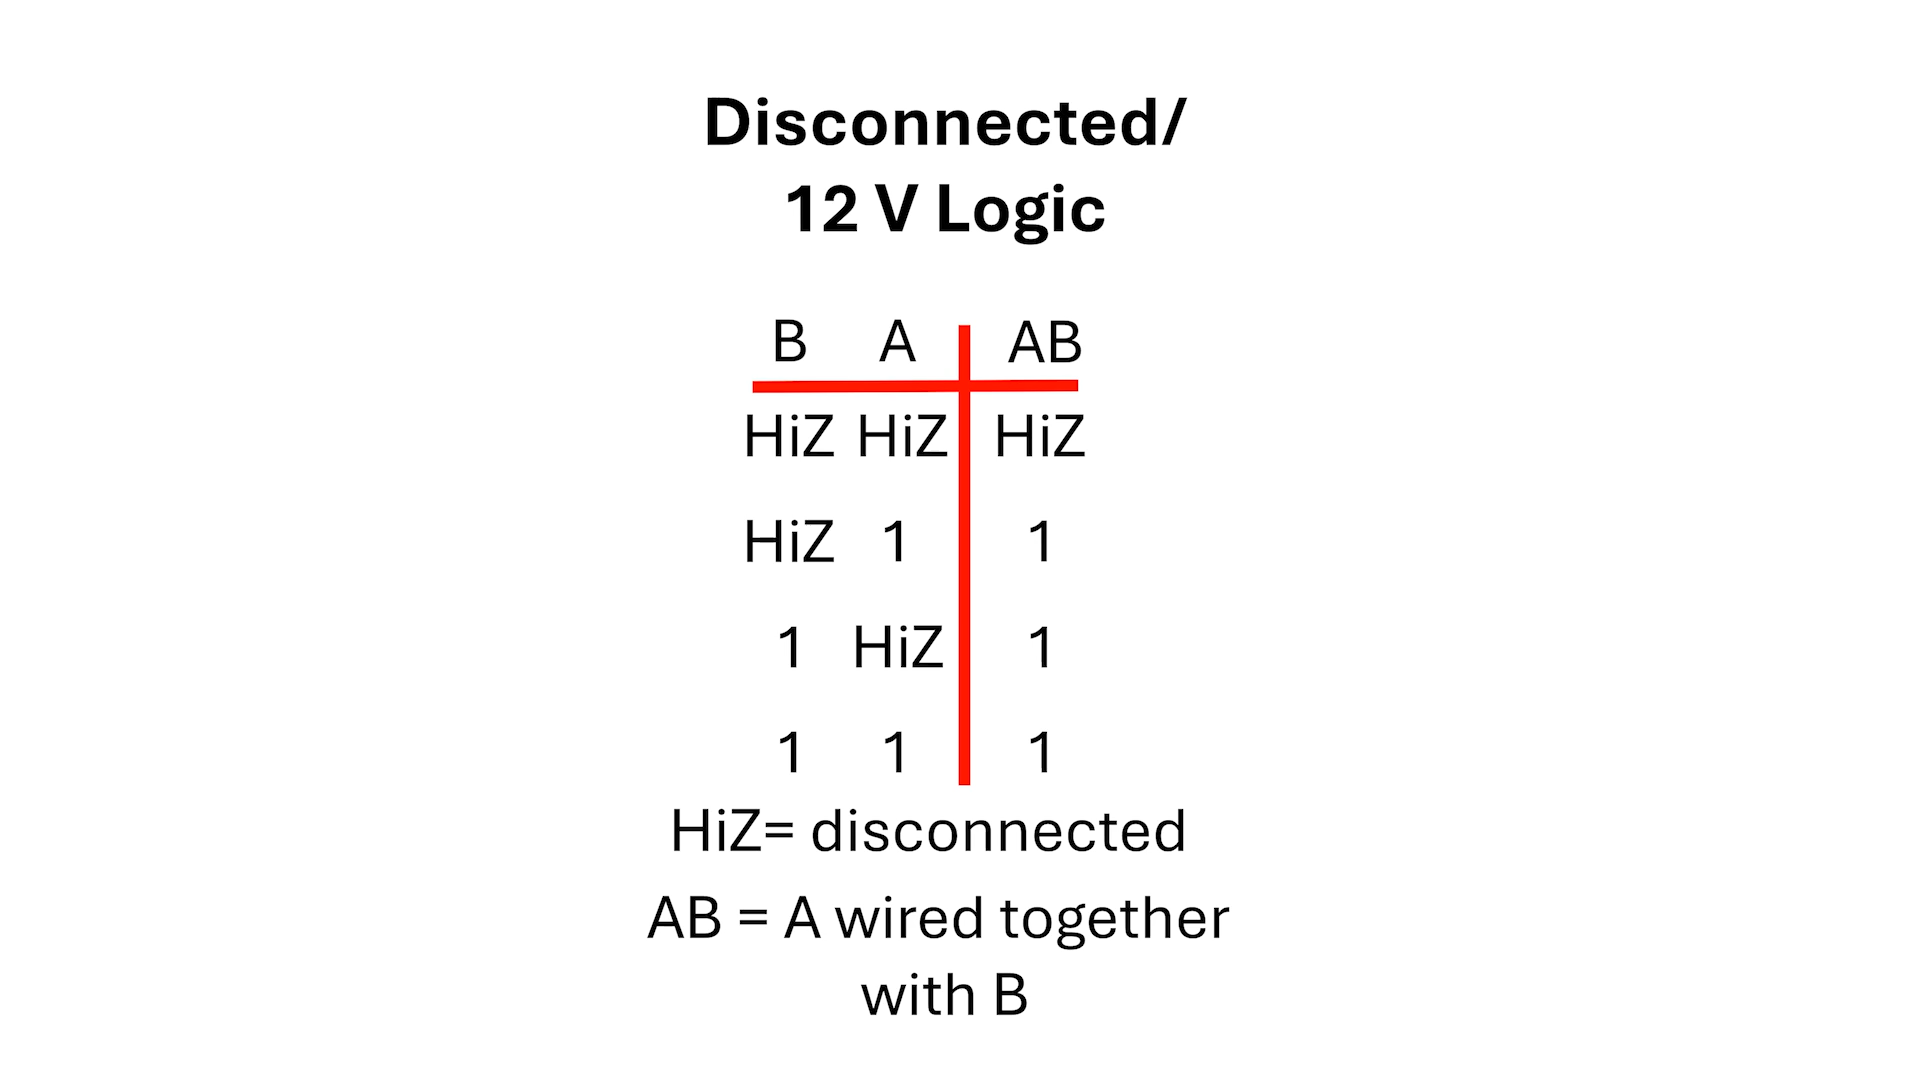 Disconnected/
12 V Logic
B A AB
HiZ HiZ HiZ
HiZ 1 1
1 HiZ 1
1 1 1
HiZ= disconnected
AB = A wired together
with B